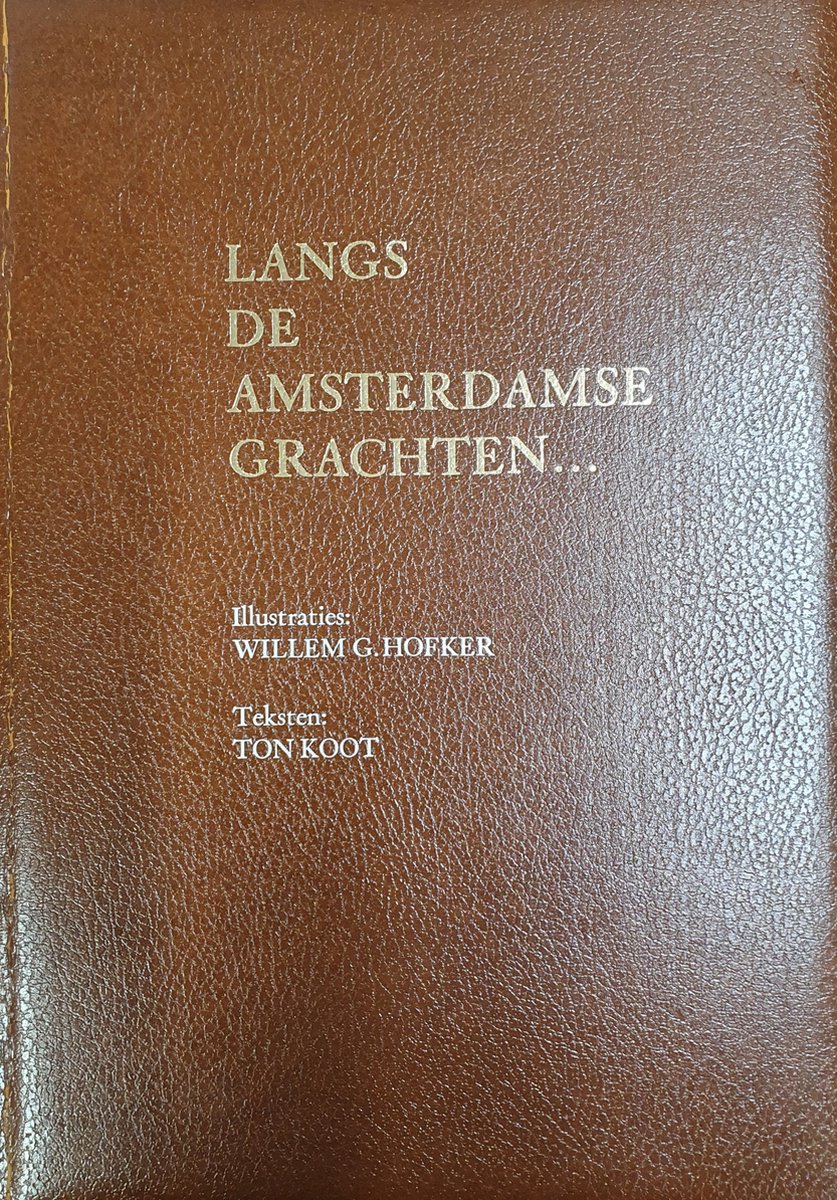 LANGS
DE
AMSTERDAMSE
GRACHTEN...
Illustraties:
WILLEM G. HOFKER
Teksten:
TON KOOT